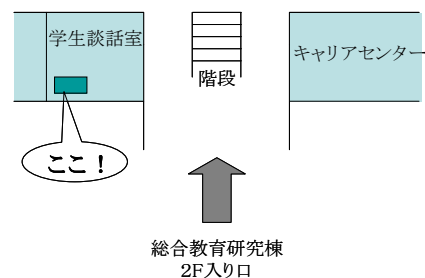 学生談話室
階段
キャリアセンター
ここ！
総合教育研究棟
2F入り口